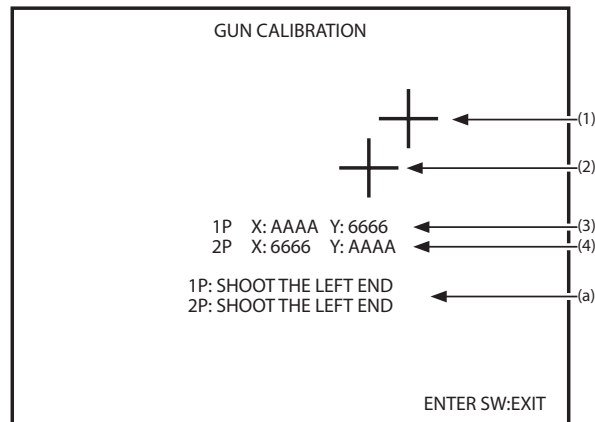 GUN CALIBRATION
(1)
(2)
1P X: AAAA Y: 6666 (3)
2P X: 6666 Y: AAAA (4)
1P: SHOOT THE LEFT END
2P: SHOOT THE LEFT END
(a)
ENTER SW:EXIT